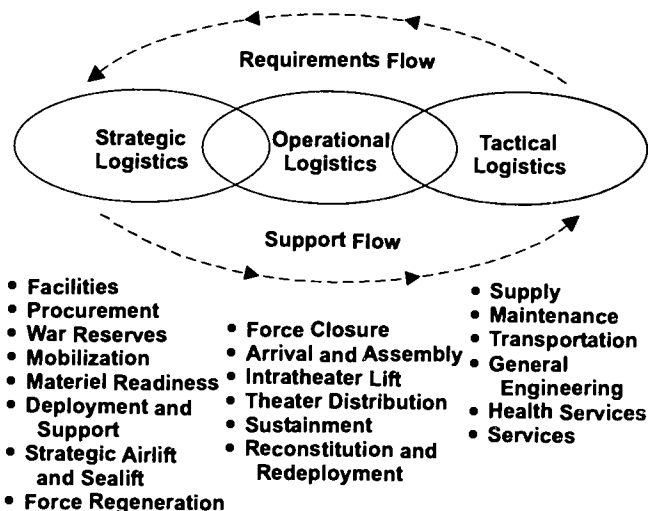 Requirements Flow
Strategic
Logistics
Operational
Logistics
Tactical
Logistics
Support Flow
• Facilities
• Procurement
• War Reserves
• Mobilization
• Materiel Readiness
• Deployment and
Support
• Strategic Airlift
and Sealift
• Force Regeneration
• Force Closure
• Arrival and Assembly
• Intratheater Lift
• Theater Distribution
• Sustainment
• Reconstitution and
Redeployment
• Supply
• Maintenance
• Transportation
• General
Engineering
• Health Services
• Services